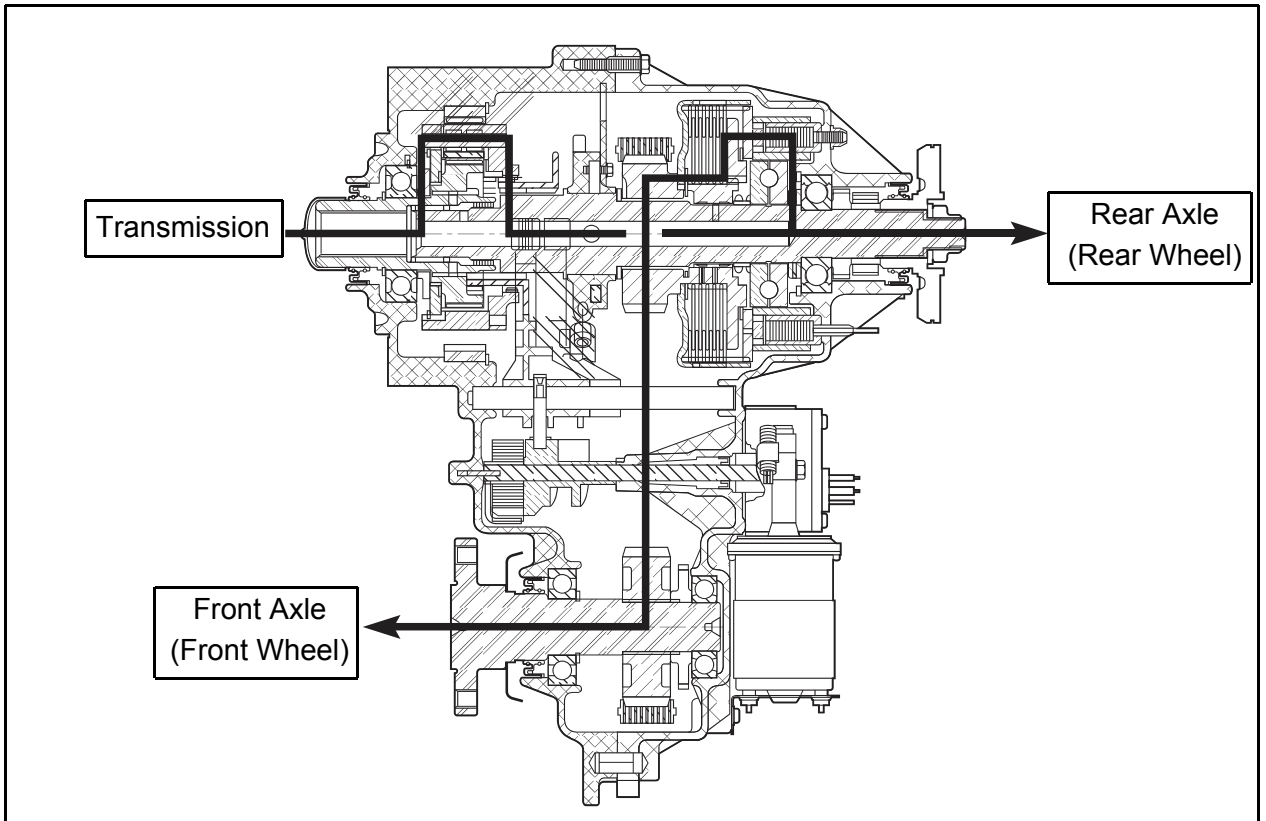 Transmission
Rear Axle
(Rear Wheel)
Front Axle
(Front Wheel)